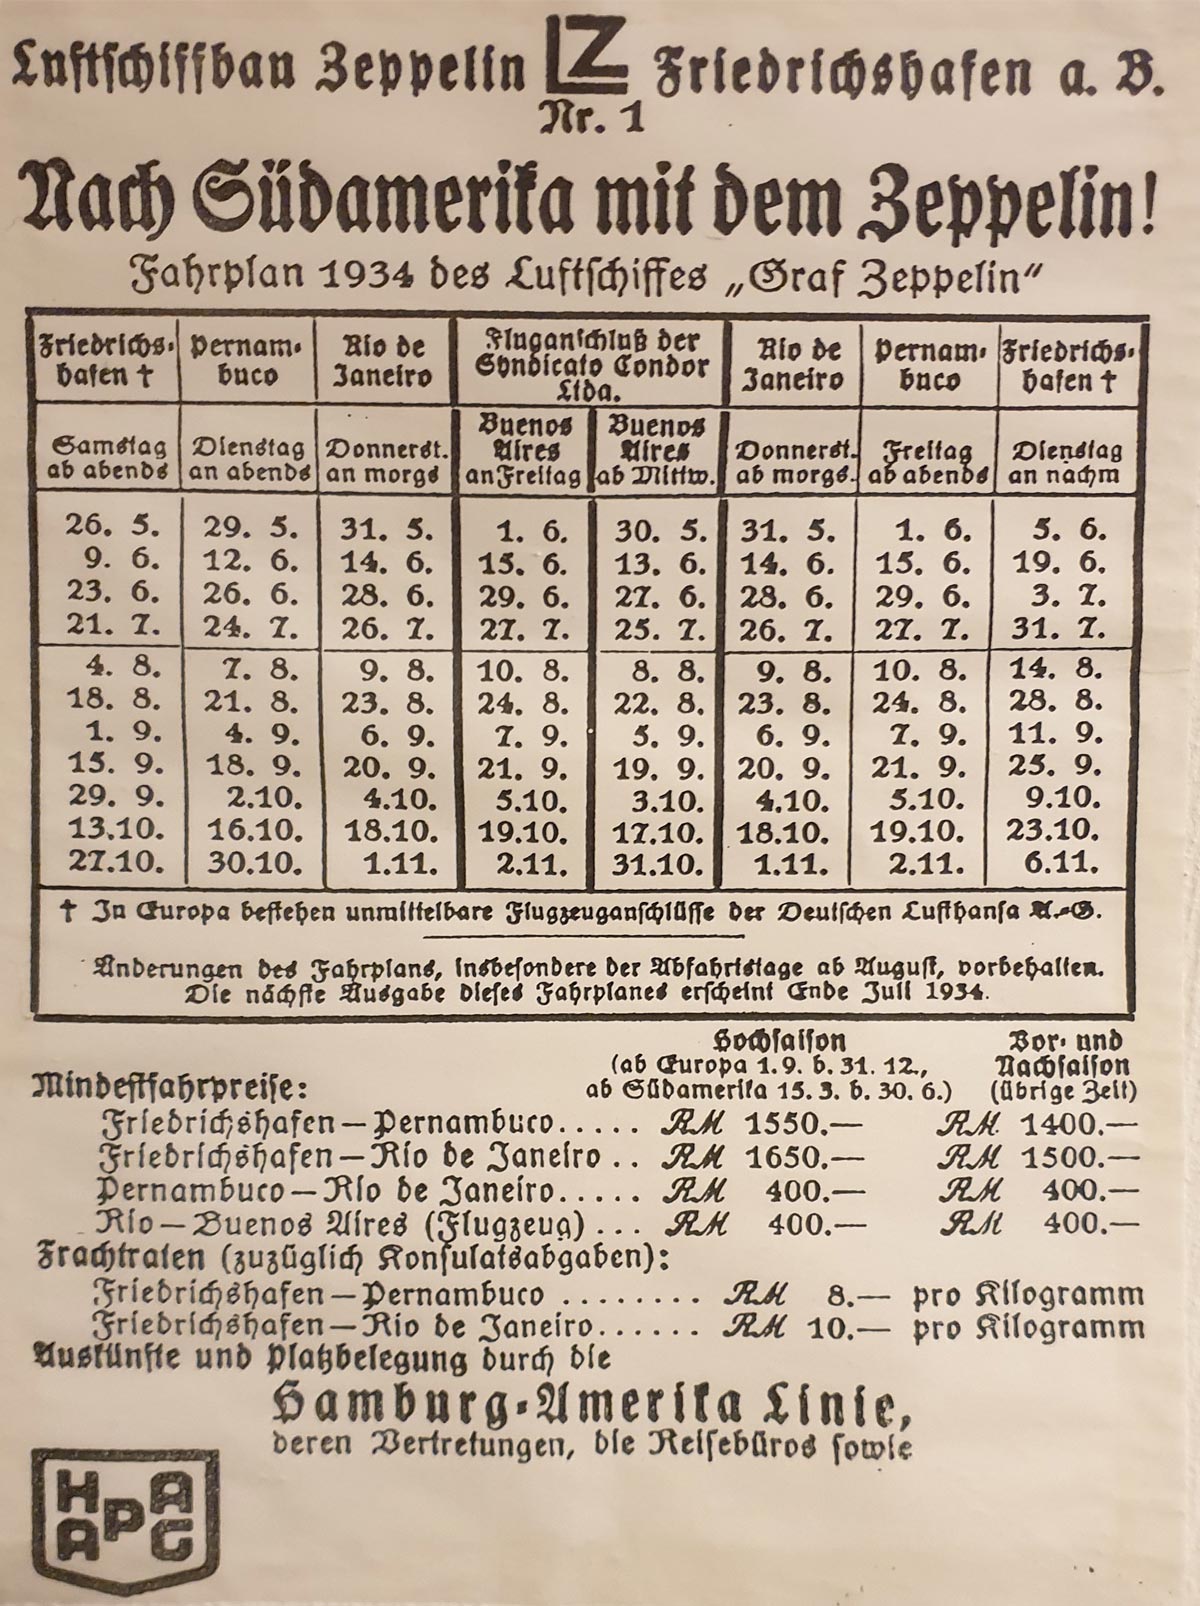 Luftschiffbau Zeppelin LZ Friedrichshafen a. B.
Nr. 1
Nach Südamerika mit dem Zeppelin!
Fahrplan 1934 des Luftschiffes „Graf Zeppelin“
Friedrichs-hafen † Pernam-buco Rio de Janeiro Fluganschluß der Syndicato Condor Ltda. Rio de Janeiro Pernam-buco Friedrichs-hafen †
Samstag ab abends Dienstag an abends Donnerst. an morgs Buenos Aires an Freitag Buenos Aires ab Mittw. Donnerst. ab morgs. Freitag ab abends Dienstag an nachm
26. 5. 29. 5. 31. 5. 1. 6. 30. 5. 31. 5. 1. 6. 5. 6.
9. 6. 12. 6. 14. 6. 15. 6. 13. 6. 14. 6. 15. 6. 19. 6.
23. 6. 26. 6. 28. 6. 29. 6. 27. 6. 28. 6. 29. 6. 3. 7.
21. 7. 24. 7. 26. 7. 27. 7. 25. 7. 26. 7. 27. 7. 31. 7.
4. 8. 7. 8. 9. 8. 10. 8. 8. 8. 9. 8. 10. 8. 14. 8.
18. 8. 21. 8. 23. 8. 24. 8. 22. 8. 23. 8. 24. 8. 28. 8.
1. 9. 4. 9. 6. 9. 7. 9. 5. 9. 6. 9. 7. 9. 11. 9.
15. 9. 18. 9. 20. 9. 21. 9. 19. 9. 20. 9. 21. 9. 25. 9.
29. 9. 2.10. 4.10. 5.10. 3.10. 4.10. 5.10. 9.10.
13.10. 16.10. 18.10. 19.10. 17.10. 18.10. 19.10. 23.10.
27.10. 30.10. 1.11. 2.11. 31.10. 1.11. 2.11. 6.11.
† In Europa bestehen unmittelbare Flugzeuganschlüsse der Deutschen Lufthansa A.-G.
Änderungen des Fahrplans, insbesondere der Abfahrtstage ab August, vorbehalten.
Die nächste Ausgabe dieses Fahrplanes erscheint Ende Juli 1934.
Hochsaison Vor- und
(ab Europa 1.9. b. 31. 12., Nachsaison
Mindestfahrpreise: ab Südamerika 15. 3. b. 30. 6.) (übrige Zeit)
Friedrichshafen—Pernambuco..... RM 1550.— RM 1400.—
Friedrichshafen—Rio de Janeiro.. RM 1650.— RM 1500.—
Pernambuco—Rio de Janeiro..... RM 400.— RM 400.—
Rio—Buenos Aires (Flugzeug)... RM 400.— RM 400.—
Frachtraten (zuzüglich Konsulatsabgaben):
Friedrichshafen—Pernambuco ........ RM 8.— pro Kilogramm
Friedrichshafen—Rio de Janeiro...... RM 10.— pro Kilogramm
Auskünfte und Platzbelegung durch die
Hamburg-Amerika Linie,
deren Vertretungen, die Reisebüros sowie
HAPAG